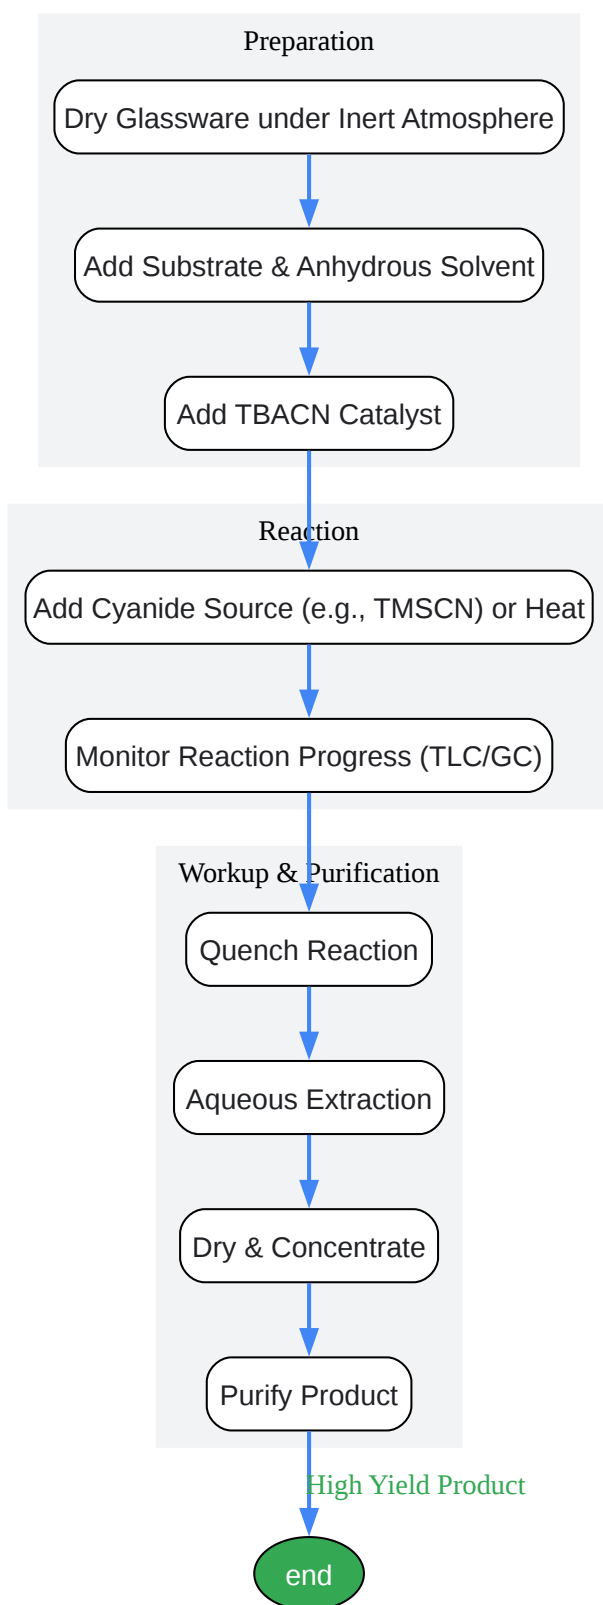 Preparation
Dry Glassware under Inert Atmosphere
Add Substrate & Anhydrous Solvent
Add TBACN Catalyst
Reaction
Add Cyanide Source (e.g., TMSCN) or Heat
Monitor Reaction Progress (TLC/GC)
Workup & Purification
Quench Reaction
Aqueous Extraction
Dry & Concentrate
Purify Product
High Yield Product
end